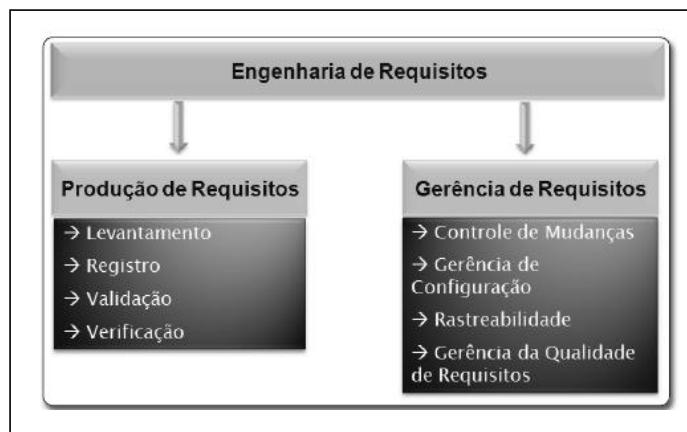 Engenharia de Requisitos
Produção de Requisitos
→ Levantamento
→ Registro
→ Validação
→ Verificação
Gerência de Requisitos
→ Controle de Mudanças
→ Gerência de
Configuração
→ Rastreabilidade
→ Gerência da Qualidade
de Requisitos